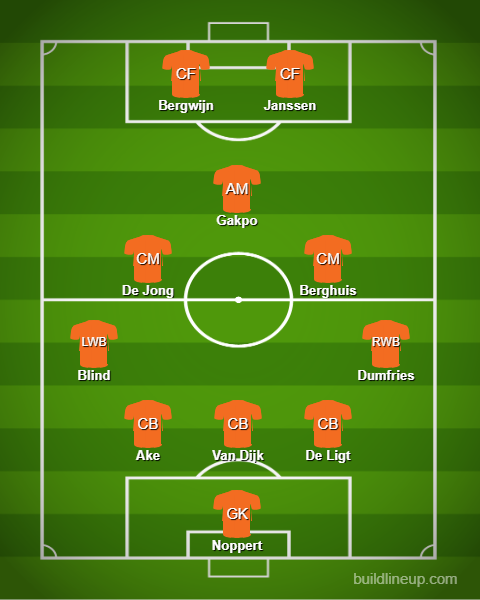 CF
CF
Bergwijn
Janssen
AM
Gakpo
CM
CM
De Jong
Berghuis
LWB
RWB
Blind
Dumfries
CB
CB
CB
Ake
Van Dijk
De Ligt
GK
Noppert
buildlineup.com